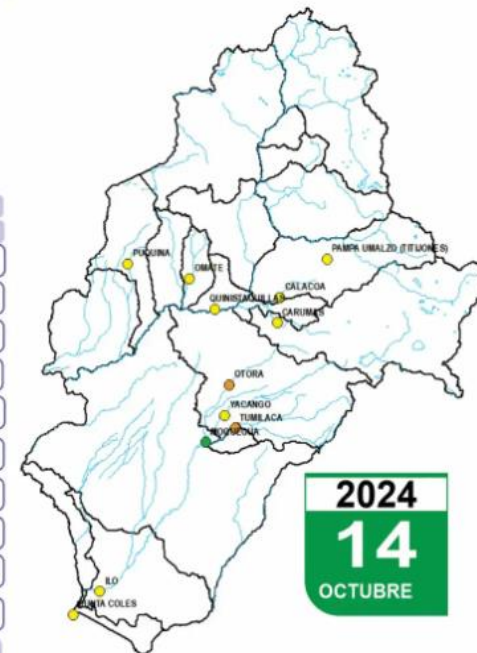 PUQUINA
PAMPA UMALZO (TITIJONES)
OMATE
CALACOA
QUINISTAQUILLAS
CARUMAS
OTORA
YACANGO
TUMILACA
MOQUEGUA
2024
14
OCTUBRE
ILO
PUNTA COLES